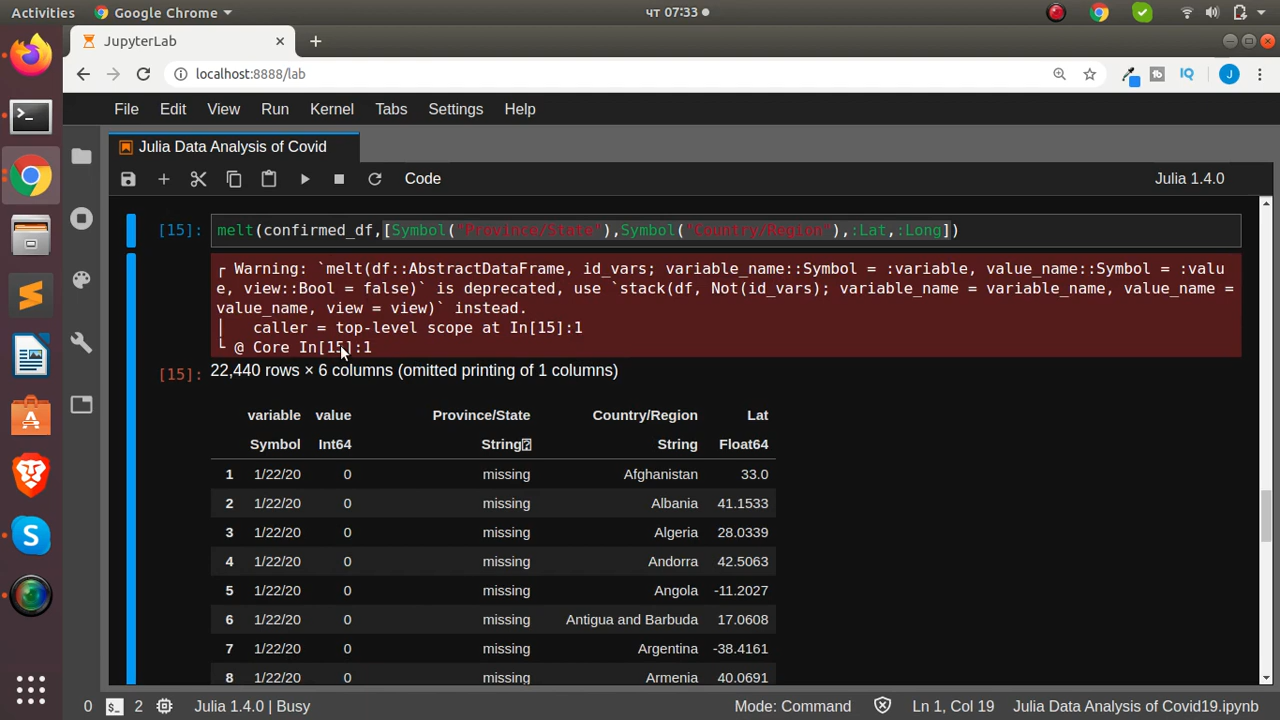 Activities Google Chrome чт 07:33
JupyterLab
localhost:8888/lab
File Edit View Run Kernel Tabs Settings Help
Julia Data Analysis of Covid
Code Julia 1.4.0
[15]: melt(confirmed_df,[Symbol("Province/State"),Symbol("Country/Region"),:Lat,:Long])
┌ Warning: `melt(df::AbstractDataFrame, id_vars; variable_name::Symbol = :variable, value_name::Symbol = :valu
e, view::Bool = false)` is deprecated, use `stack(df, Not(id_vars); variable_name = variable_name, value_name =
value_name, view = view)` instead.
│   caller = top-level scope at In[15]:1
└ @ Core In[15]:1
[15]: 22,440 rows × 6 columns (omitted printing of 1 columns)
variable value Province/State Country/Region Lat
Symbol Int64 String String Float64
1 1/22/20 0 missing Afghanistan 33.0
2 1/22/20 0 missing Albania 41.1533
3 1/22/20 0 missing Algeria 28.0339
4 1/22/20 0 missing Andorra 42.5063
5 1/22/20 0 missing Angola -11.2027
6 1/22/20 0 missing Antigua and Barbuda 17.0608
7 1/22/20 0 missing Argentina -38.4161
8 1/22/20 0 missing Armenia 40.0691
0 2 Julia 1.4.0 | Busy Mode: Command Ln 1, Col 19 Julia Data Analysis of Covid19.ipynb